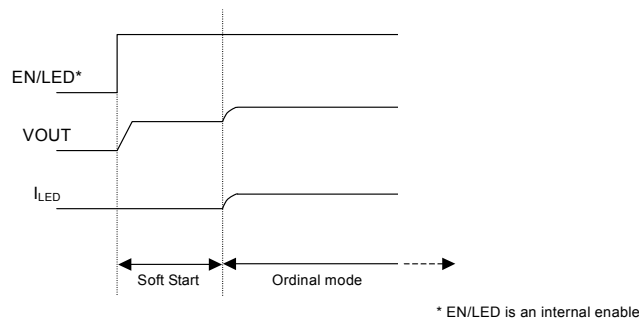 EN/LED*
VOUT
ILED
Soft Start
Ordinal mode
* EN/LED is an internal enable